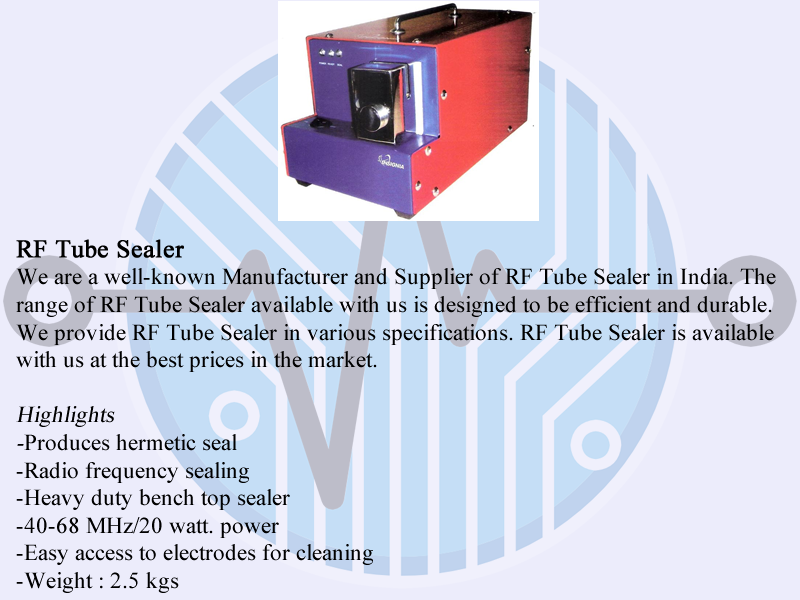 INSIGNIA
RF Tube Sealer
We are a well-known Manufacturer and Supplier of RF Tube Sealer in India. The
range of RF Tube Sealer available with us is designed to be efficient and durable.
We provide RF Tube Sealer in various specifications. RF Tube Sealer is available
with us at the best prices in the market.
Highlights
-Produces hermetic seal
-Radio frequency sealing
-Heavy duty bench top sealer
-40-68 MHz/20 watt. power
-Easy access to electrodes for cleaning
-Weight : 2.5 kgs